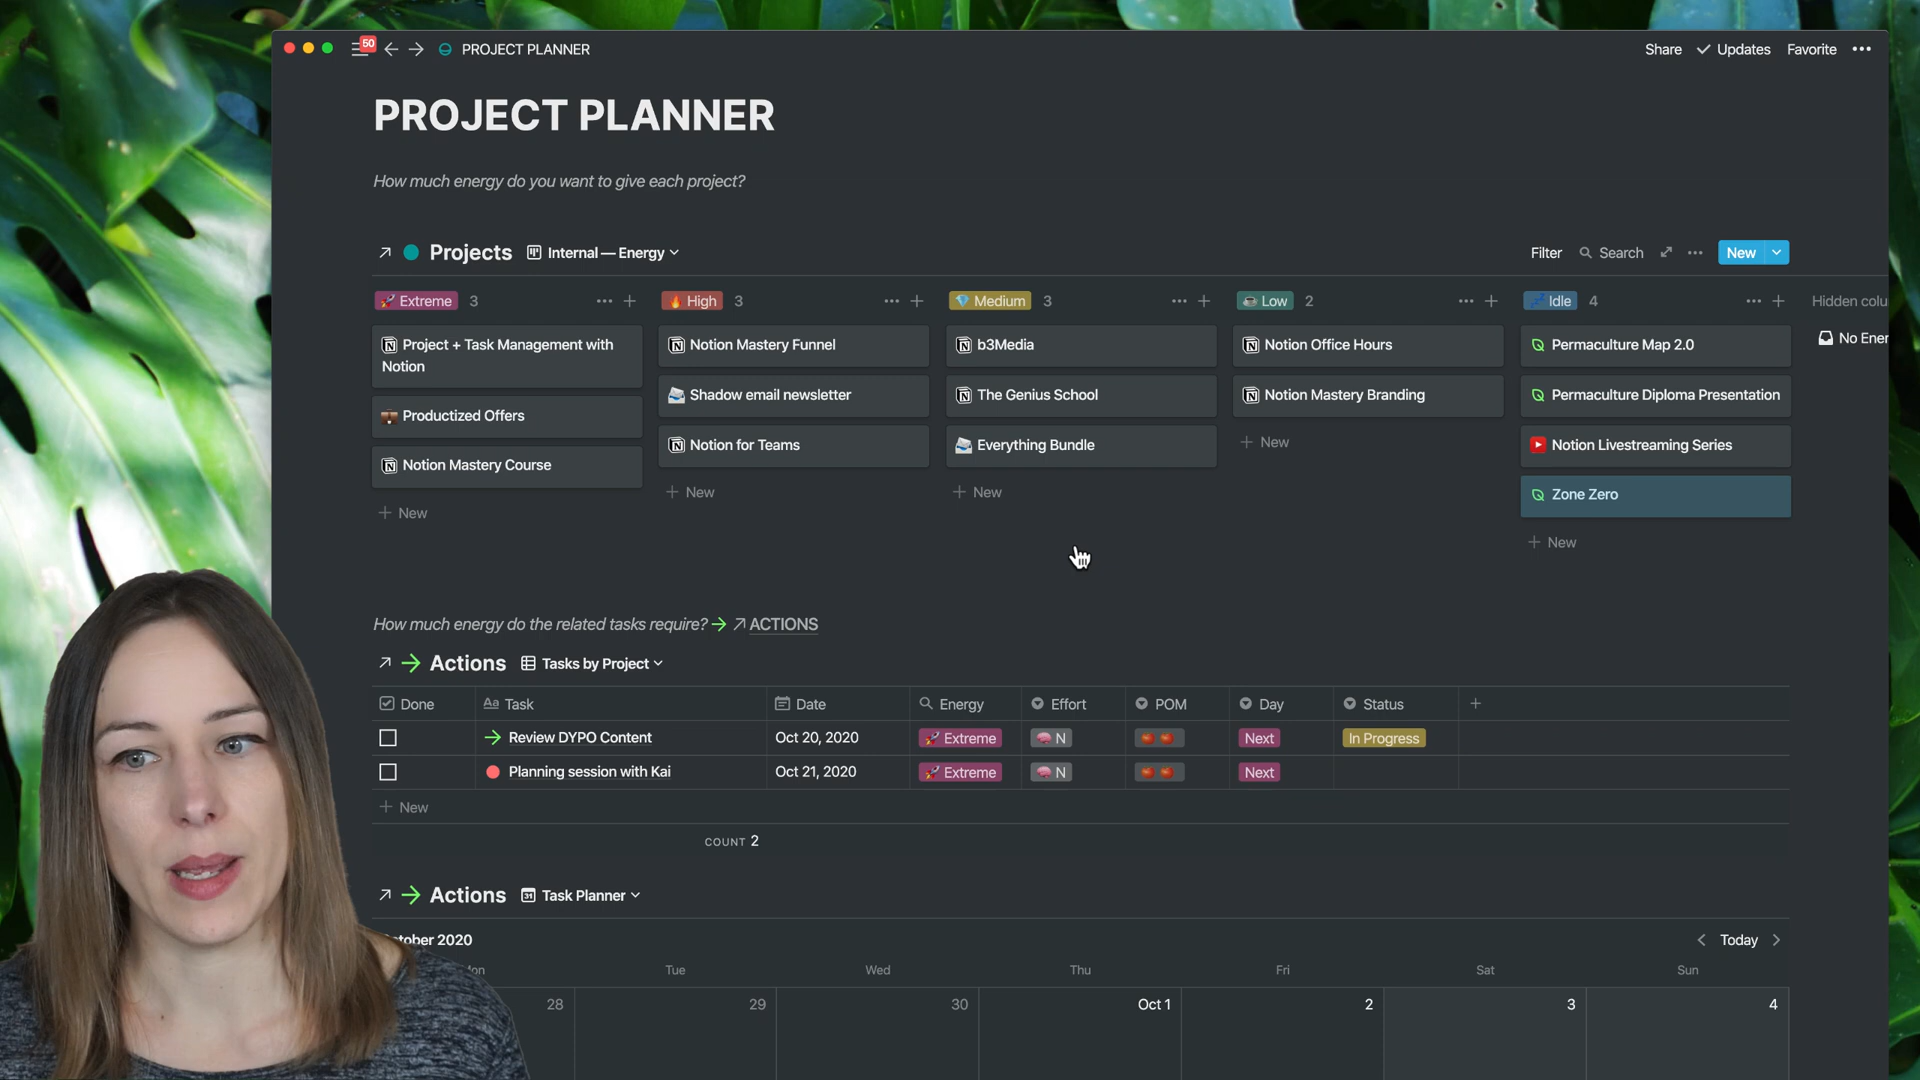 50
PROJECT PLANNER
Share Updates Favorite
PROJECT PLANNER
How much energy do you want to give each project?
Projects Internal — Energy
Filter Search New
Extreme 3 High 3 Medium 3 Low 2 Idle 4 Hidden colu
Project + Task Management with
Notion
Productized Offers
Notion Mastery Course
New
Notion Mastery Funnel
Shadow email newsletter
Notion for Teams
New
b3Media
The Genius School
Everything Bundle
New
Notion Office Hours
Notion Mastery Branding
New
Permaculture Map 2.0
Permaculture Diploma Presentation
Notion Livestreaming Series
Zone Zero
New
No Ener
How much energy do the related tasks require? → ↗ ACTIONS
Actions Tasks by Project
Done Aa Task Date Energy Effort POM Day Status
Review DYPO Content Oct 20, 2020 Extreme N Next In Progress
Planning session with Kai Oct 21, 2020 Extreme N Next
New
COUNT 2
Actions 31 Task Planner
tober 2020 Today
on Tue Wed Thu Fri Sat Sun
28 29 30 Oct 1 2 3 4